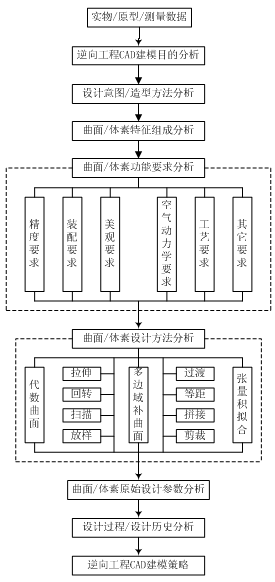 实物/原型/测量数据
逆向工程CAD建模目的分析
设计意图/造型方法分析
曲面/体素特征组成分析
曲面/体素功能要求分析
精度要求
装配要求
美观要求
空气动力学要求
工艺要求
其它要求
曲面/体素设计方法分析
代数曲面
拉伸
回转
扫描
放样
多边域补曲面
过渡
等距
拼接
剪裁
张量积拟合
曲面/体素原始设计参数分析
设计过程/设计历史分析
逆向工程CAD建模策略